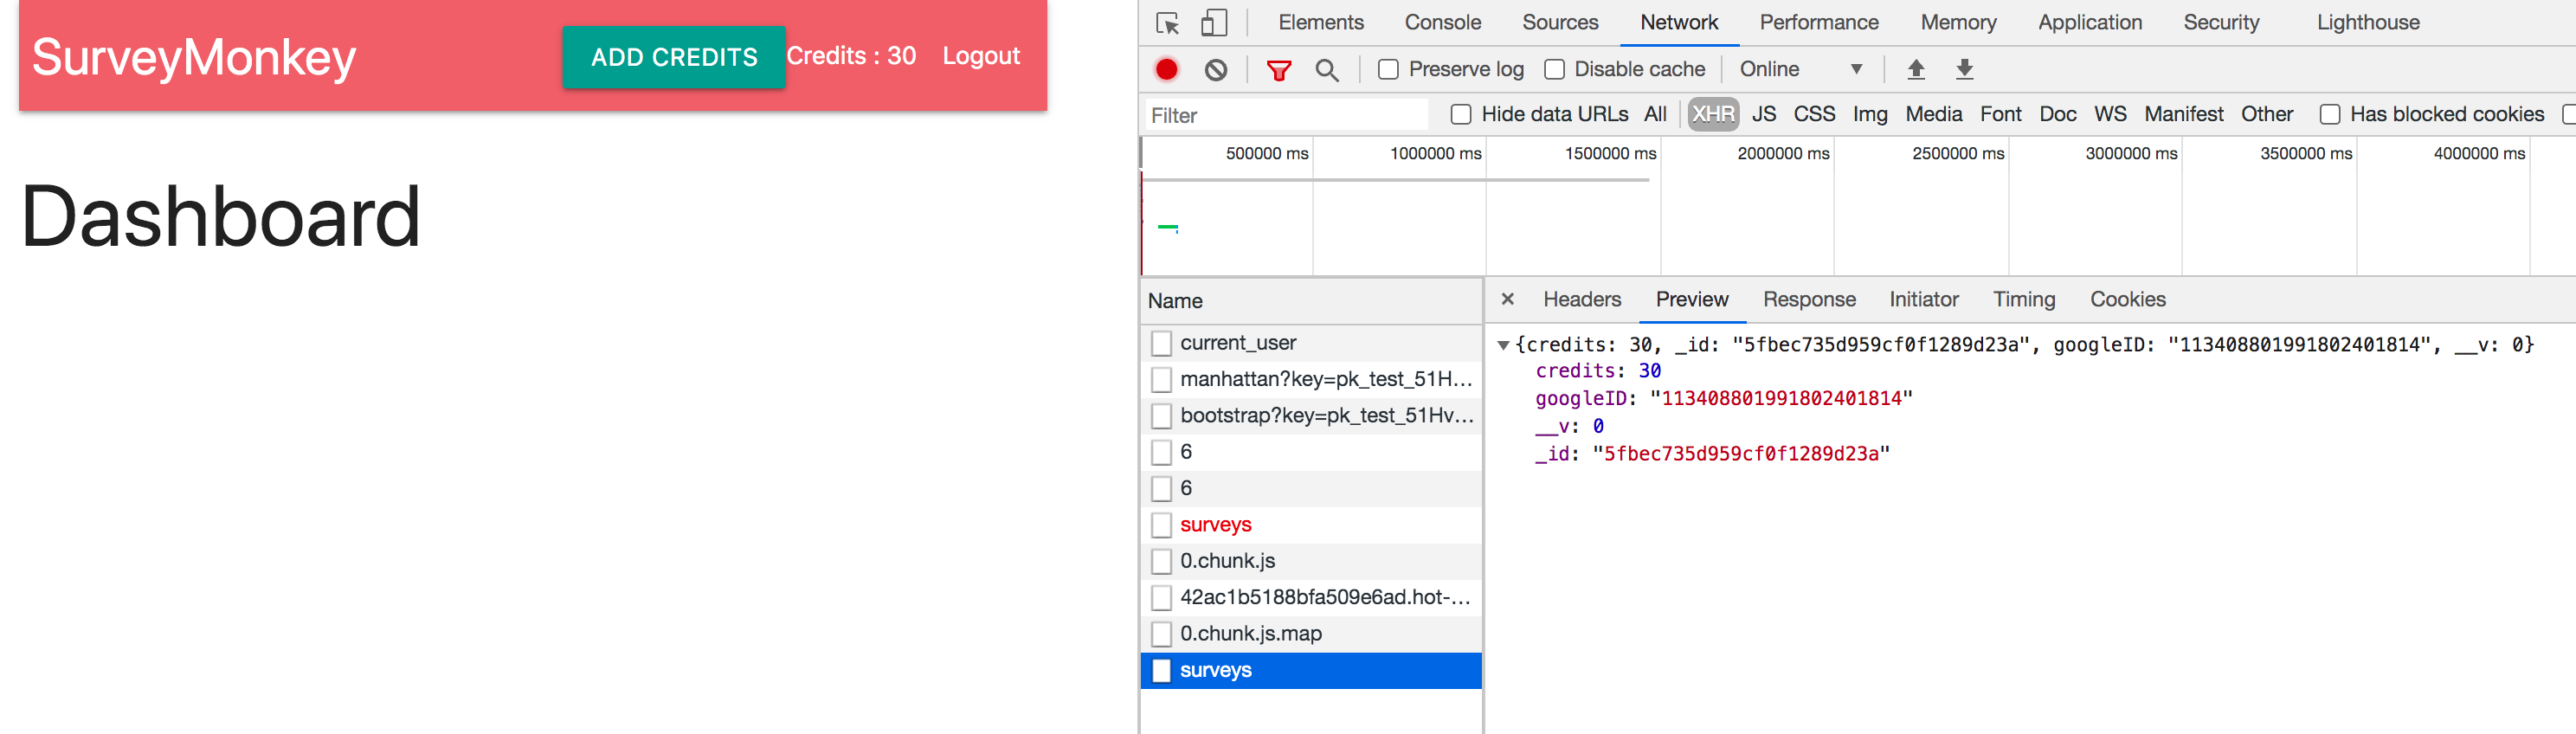 SurveyMonkey ADD CREDITS Credits : 30 Logout
Dashboard
Elements Console Sources Network Performance Memory Application Security Lighthouse
Preserve log Disable cache Online
Filter Hide data URLs All XHR JS CSS Img Media Font Doc WS Manifest Other Has blocked cookies
500000 ms 1000000 ms 1500000 ms 2000000 ms 2500000 ms 3000000 ms 3500000 ms 4000000 ms
Name
current_user
manhattan?key=pk_test_51H...
bootstrap?key=pk_test_51Hv...
6
6
surveys
0.chunk.js
42ac1b5188bfa509e6ad.hot-...
0.chunk.js.map
surveys
Headers Preview Response Initiator Timing Cookies
{credits: 30, _id: "5fbec735d959cf0f1289d23a", googleID: "113408801991802401814", __v: 0}
credits: 30
googleID: "113408801991802401814"
__v: 0
_id: "5fbec735d959cf0f1289d23a"